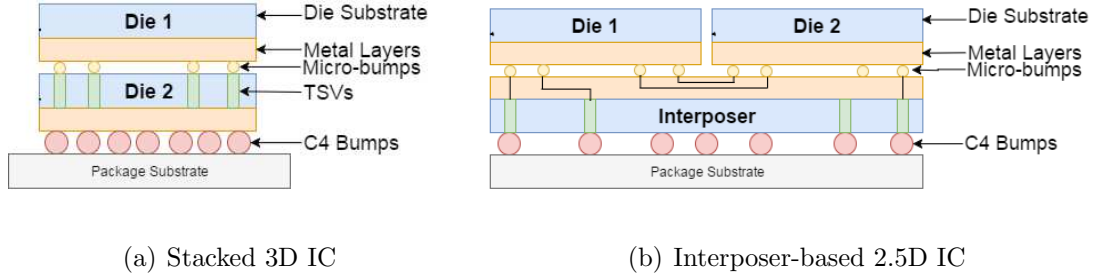 Die 1
Die Substrate
Metal Layers
Micro-bumps
Die 2
TSVs
C4 Bumps
Package Substrate
(a) Stacked 3D IC
Die 1
Die 2
Die Substrate
Metal Layers
Micro-bumps
Interposer
C4 Bumps
Package Substrate
(b) Interposer-based 2.5D IC